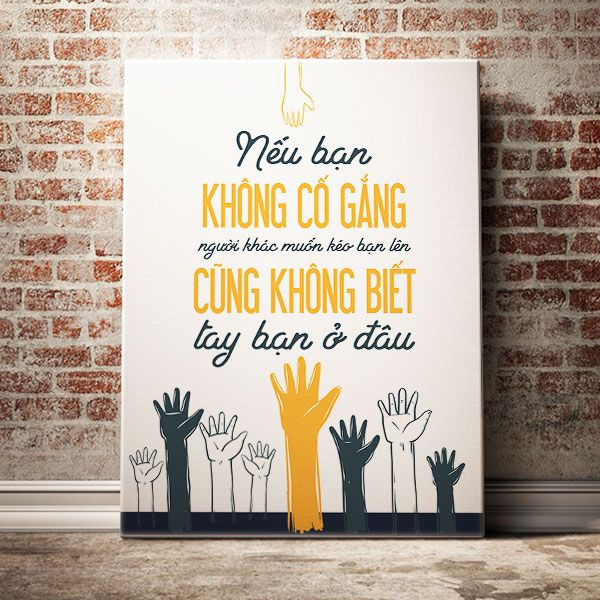 Nếu bạn
KHÔNG CỐ GẮNG
người khác muốn kéo bạn lên
CŨNG KHÔNG BIẾT
tay bạn ở đâu